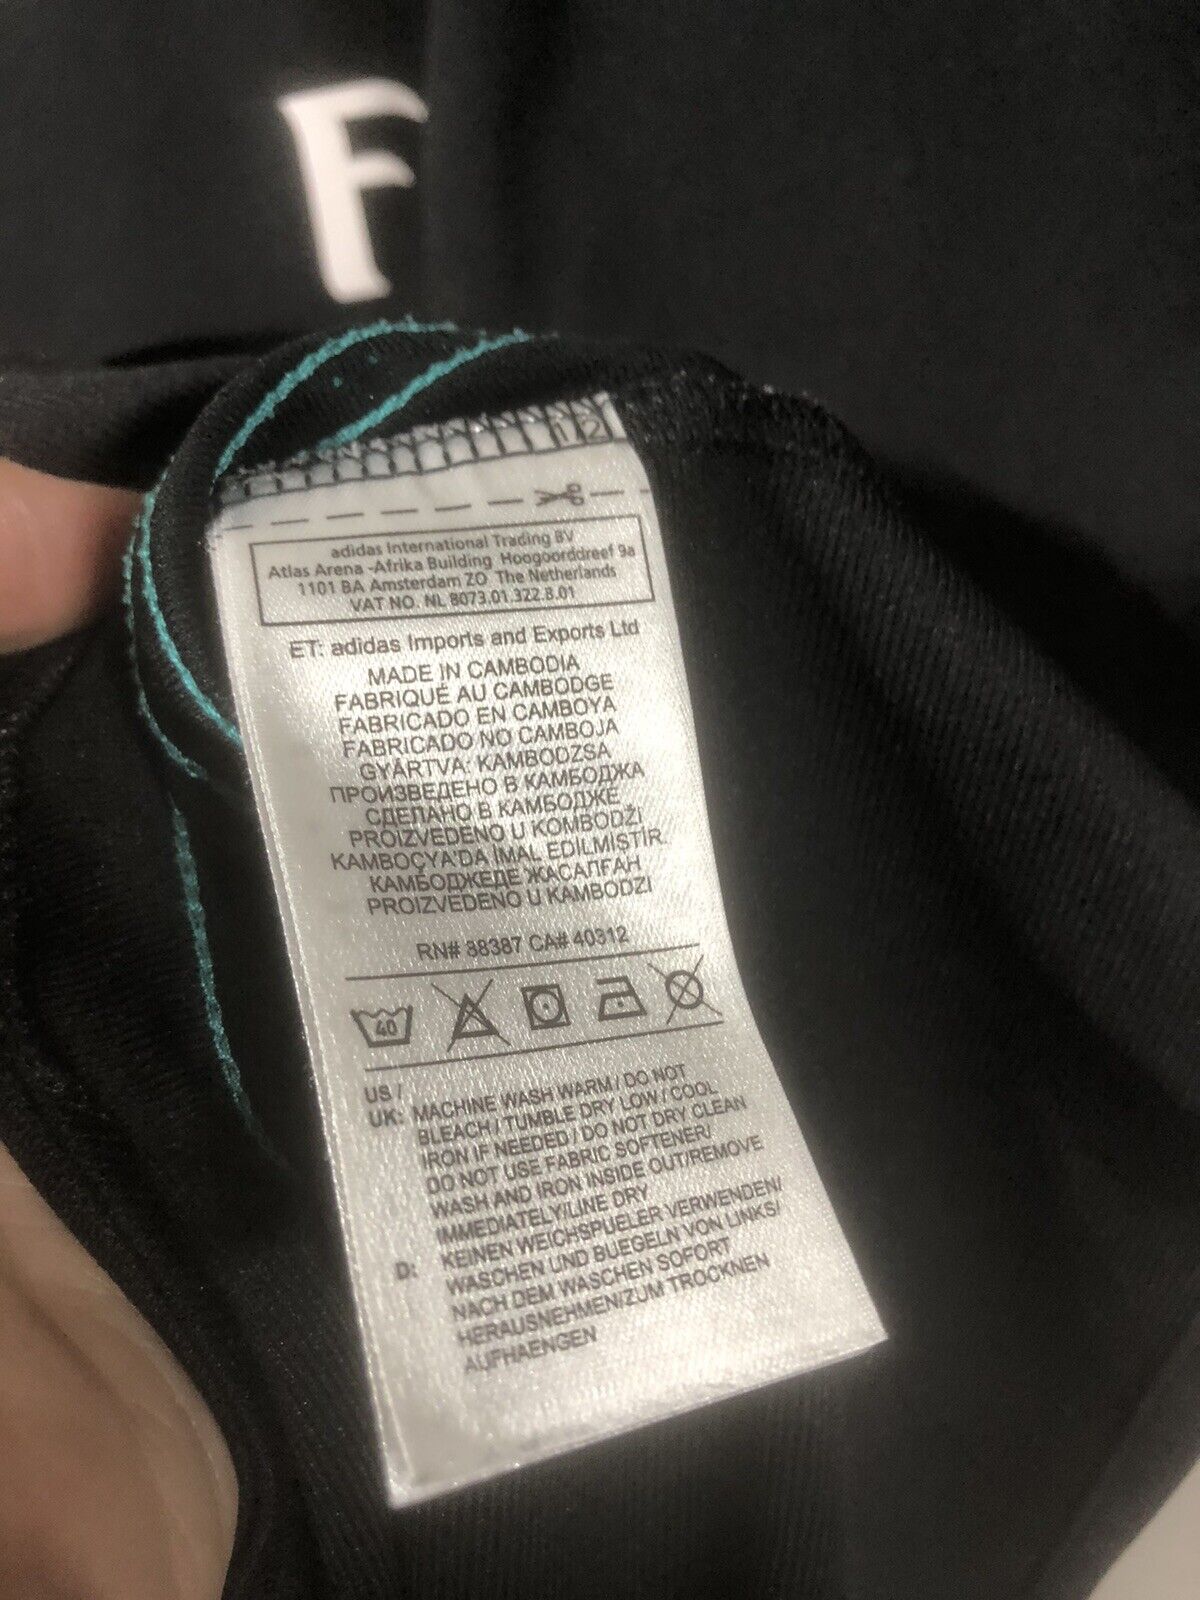 F
12
adidas International Trading BV
Atlas Arena -Afrika Building Hoogoorddreef 9a
1101 BA Amsterdam ZO The Netherlands
VAT NO. NL 8073.01.322.8.01
ET: adidas Imports and Exports Ltd
MADE IN CAMBODIA
FABRIQUÉ AU CAMBODGE
FABRICADO EN CAMBOYA
FABRICADO NO CAMBOJA
GYÁRTVA: KAMBODZSA
ПРОИЗВЕДЕНО В КАМБОДЖА
СДЕЛАНО В КАМБОДЖЕ
PROIZVEDENO U KOMBODŽI
KAMBOÇYA'DA İMAL EDİLMİSTİR.
КАМБОДЖЕДЕ ЖАСАЛҒАН
PROIZVEDENO U KAMBODZI
RN# 88387 CA# 40312
40
US /
UK: MACHINE WASH WARM / DO NOT
BLEACH / TUMBLE DRY LOW / COOL
IRON IF NEEDED / DO NOT DRY CLEAN
DO NOT USE FABRIC SOFTENER/
WASH AND IRON INSIDE OUT/REMOVE
IMMEDIATELY/LINE DRY
D: KEINEN WEICHSPUELER VERWENDEN/
WASCHEN UND BUEGELN VON LINKS/
NACH DEM WASCHEN SOFORT
HERAUSNEHMEN/ZUM TROCKNEN
AUFHAENGEN